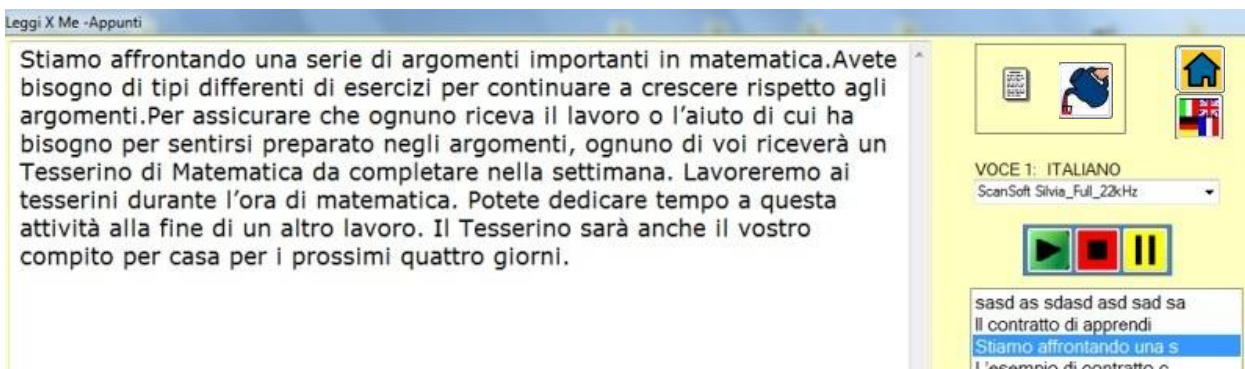 Leggi X Me -Appunti
Stiamo affrontando una serie di argomenti importanti in matematica.Avete
bisogno di tipi differenti di esercizi per continuare a crescere rispetto agli
argomenti.Per assicurare che ognuno riceva il lavoro o l’aiuto di cui ha
bisogno per sentirsi preparato negli argomenti, ognuno di voi riceverà un
Tesserino di Matematica da completare nella settimana. Lavoreremo ai
tesserini durante l’ora di matematica. Potete dedicare tempo a questa
attività alla fine di un altro lavoro. Il Tesserino sarà anche il vostro
compito per casa per i prossimi quattro giorni.
VOCE 1: ITALIANO
ScanSoft Silvia_Full_22kHz
sasd as sdasd asd sad sa
Il contratto di apprendi
Stiamo affrontando una s
L'esempio di contratto c